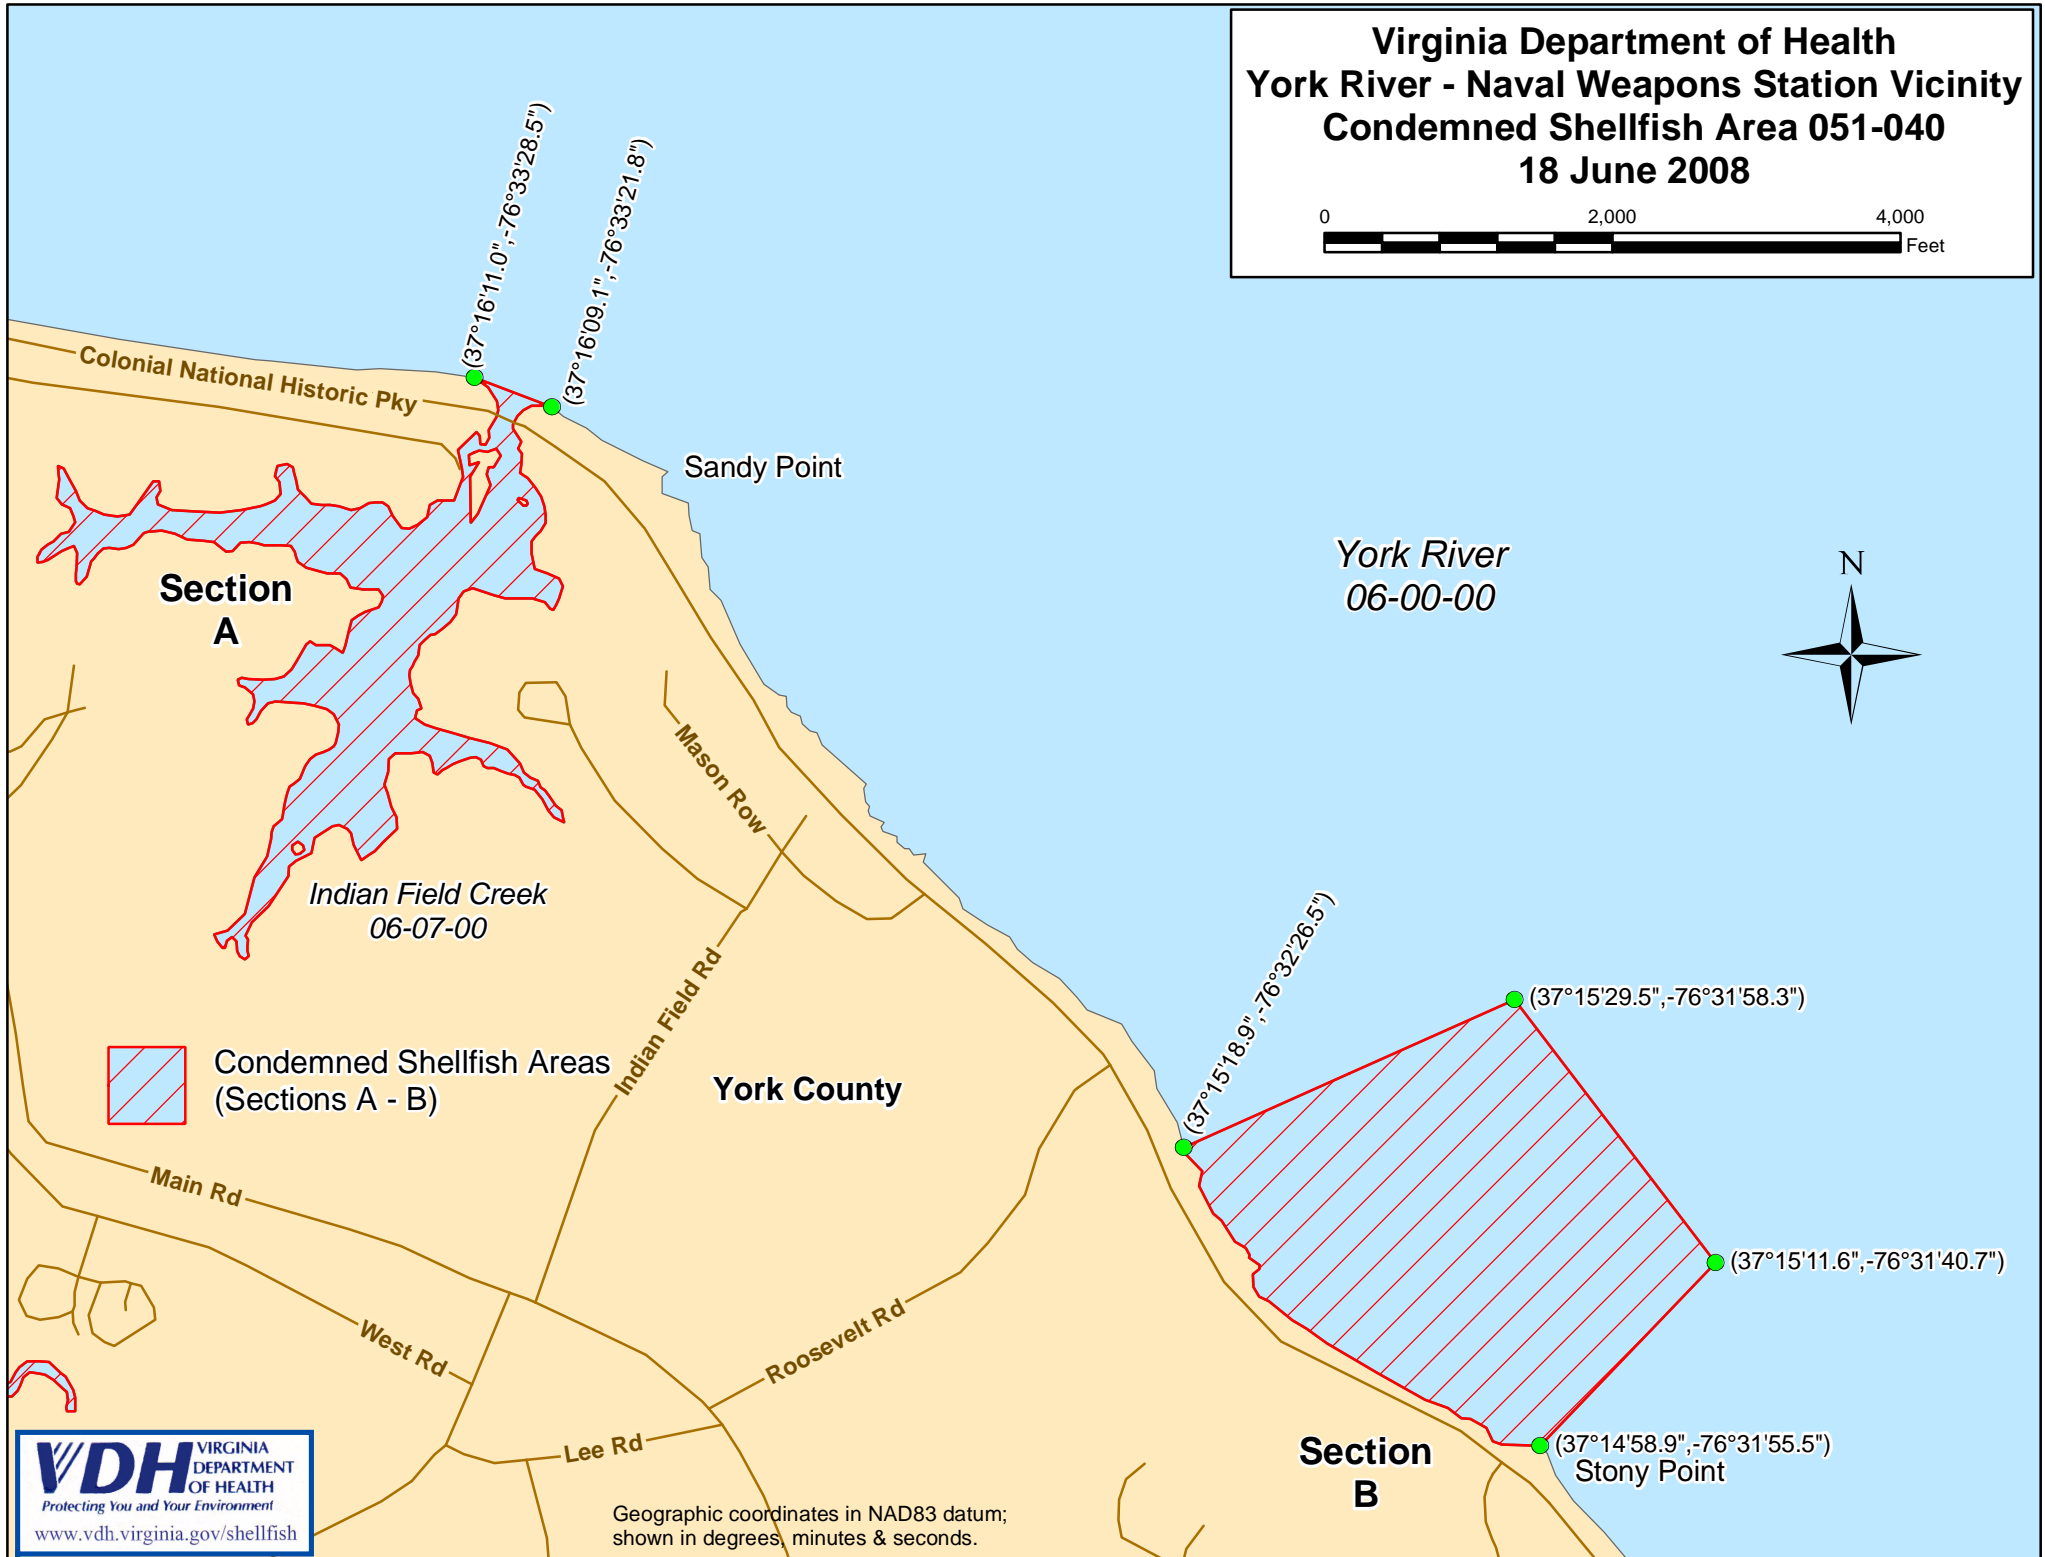 Virginia Department of Health
York River - Naval Weapons Station Vicinity
Condemned Shellfish Area 051-040
18 June 2008
0 2,000 4,000
Feet
(37°16'11.0",-76°33'28.5")
(37°16'09.1",-76°33'21.8")
Colonial National Historic Pky
Sandy Point
York River
06-00-00
N
Section
A
Mason Row
Indian Field Creek
06-07-00
Indian Field Rd
(37°15'18.9",-76°32'26.5")
(37°15'29.5",-76°31'58.3")
Condemned Shellfish Areas
(Sections A - B)
York County
Main Rd
(37°15'11.6",-76°31'40.7")
West Rd
Roosevelt Rd
Lee Rd
Section
B
(37°14'58.9",-76°31'55.5")
Stony Point
VDH VIRGINIA
DEPARTMENT
OF HEALTH
Protecting You and Your Environment
www.vdh.virginia.gov/shellfish
Geographic coordinates in NAD83 datum;
shown in degrees, minutes & seconds.